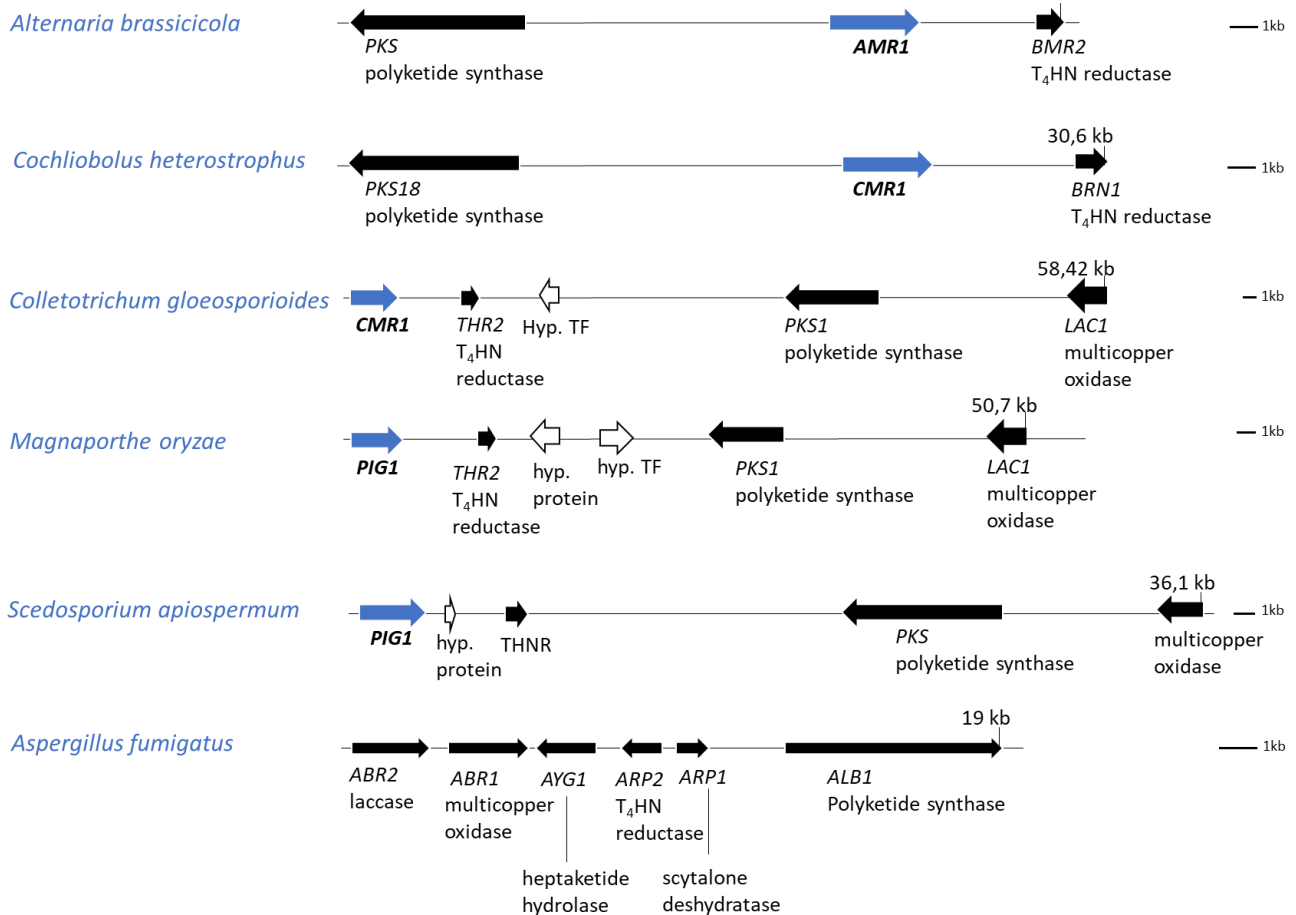 Alternaria brassicicola
PKS
polyketide synthase
AMR1
BMR2
T₄HN reductase
1kb
Cochliobolus heterostrophus
PKS18
polyketide synthase
CMR1
30,6 kb
BRN1
T₄HN reductase
1kb
Colletotrichum gloeosporioides
CMR1
THR2
T₄HN
reductase
Hyp. TF
PKS1
polyketide synthase
58,42 kb
LAC1
multicopper
oxidase
1kb
Magnaporthe oryzae
PIG1
THR2
T₄HN
reductase
hyp.
protein
hyp. TF
PKS1
polyketide synthase
50,7 kb
LAC1
multicopper
oxidase
1kb
Scedosporium apiospermum
PIG1
hyp.
protein
THNR
PKS
polyketide synthase
36,1 kb
multicopper
oxidase
1kb
Aspergillus fumigatus
ABR2
laccase
ABR1
multicopper
oxidase
AYG1
heptaketide
hydrolase
ARP2
T₄HN
reductase
ARP1
scytalone
deshydratase
ALB1
Polyketide synthase
19 kb
1kb